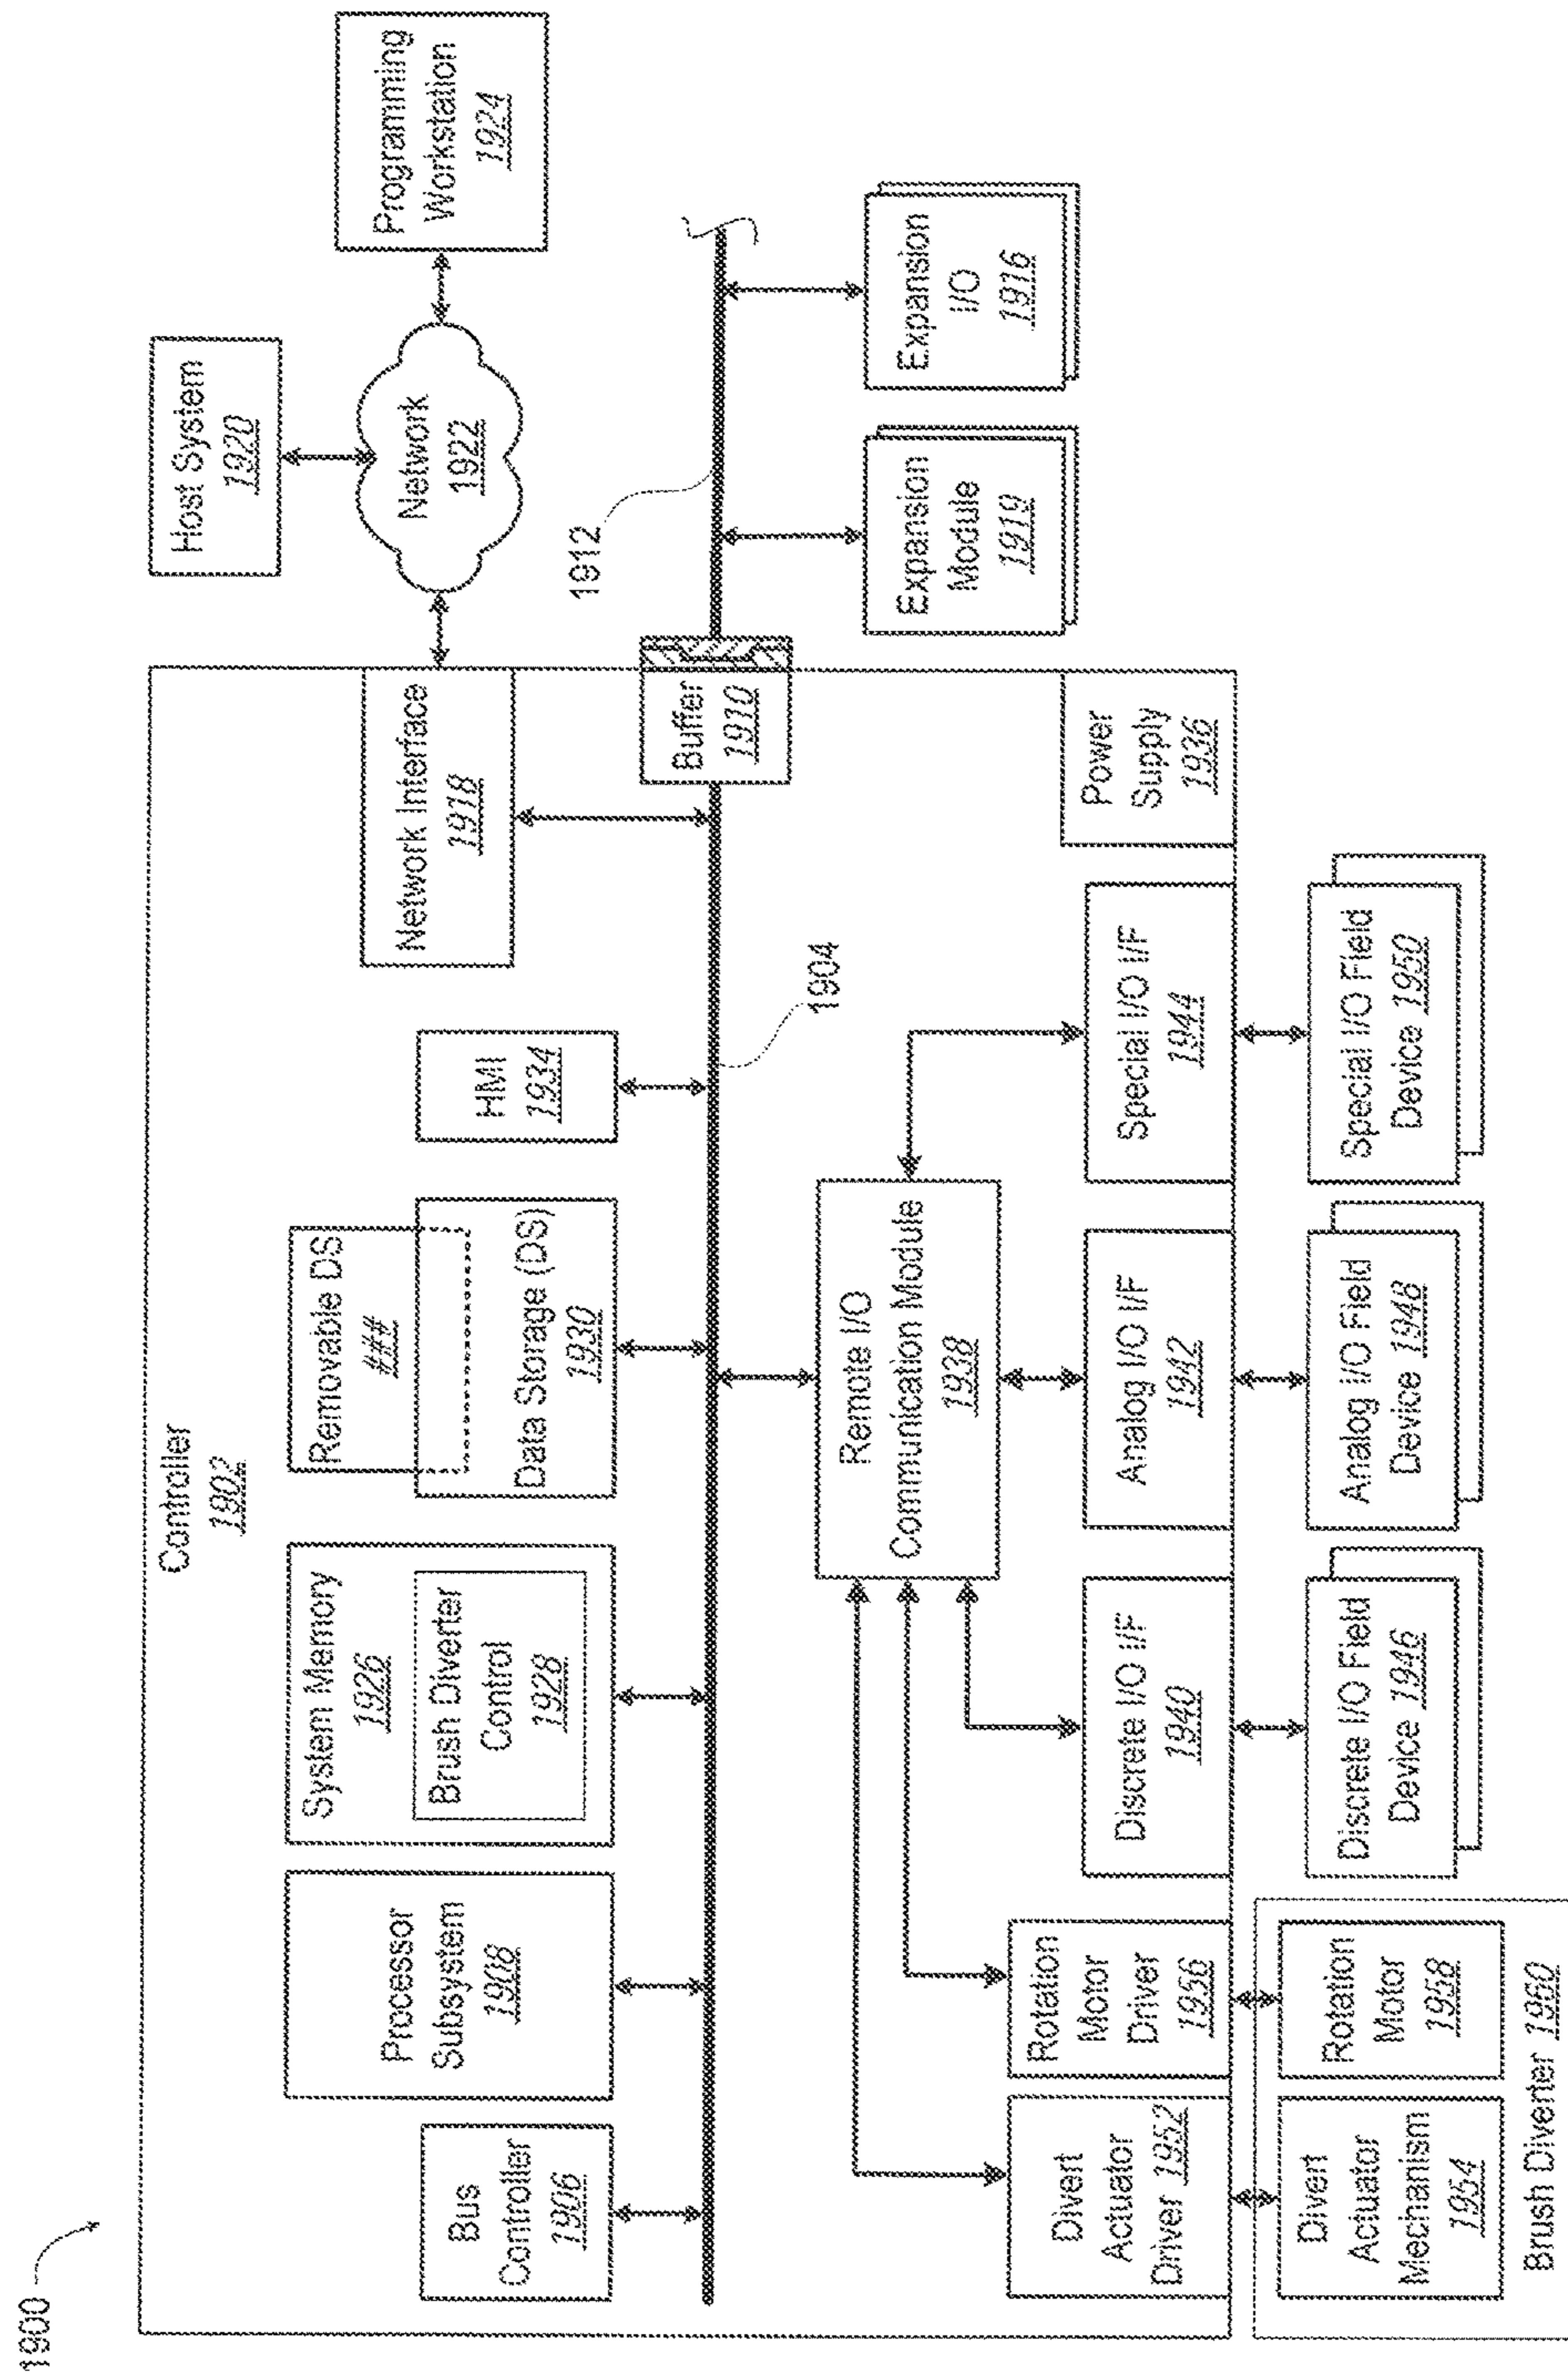 1900
Controller
1902
Host System
1920
Network
1922
Programming
Workstation
1924
Bus
Controller
1906
Processor
Subsystem
1908
System Memory
1926
Brush Diverter
Control
1928
Removable DS
###
Data Storage (DS)
1930
HMI
1934
Network Interface
1918
Buffer
1910
1912
1904
Expansion
Module
1919
Expansion
I/O
1916
Remote I/O
Communication Module
1938
Divert
Actuator
Driver 1952
Rotation
Motor
Driver
1956
Discrete I/O I/F
1940
Analog I/O I/F
1942
Special I/O I/F
1944
Power
Supply
1936
Divert
Actuator
Mechanism
1954
Rotation
Motor
1958
Brush Diverter 1960
Discrete I/O Field
Device 1946
Analog I/O Field
Device 1948
Special I/O Field
Device 1950